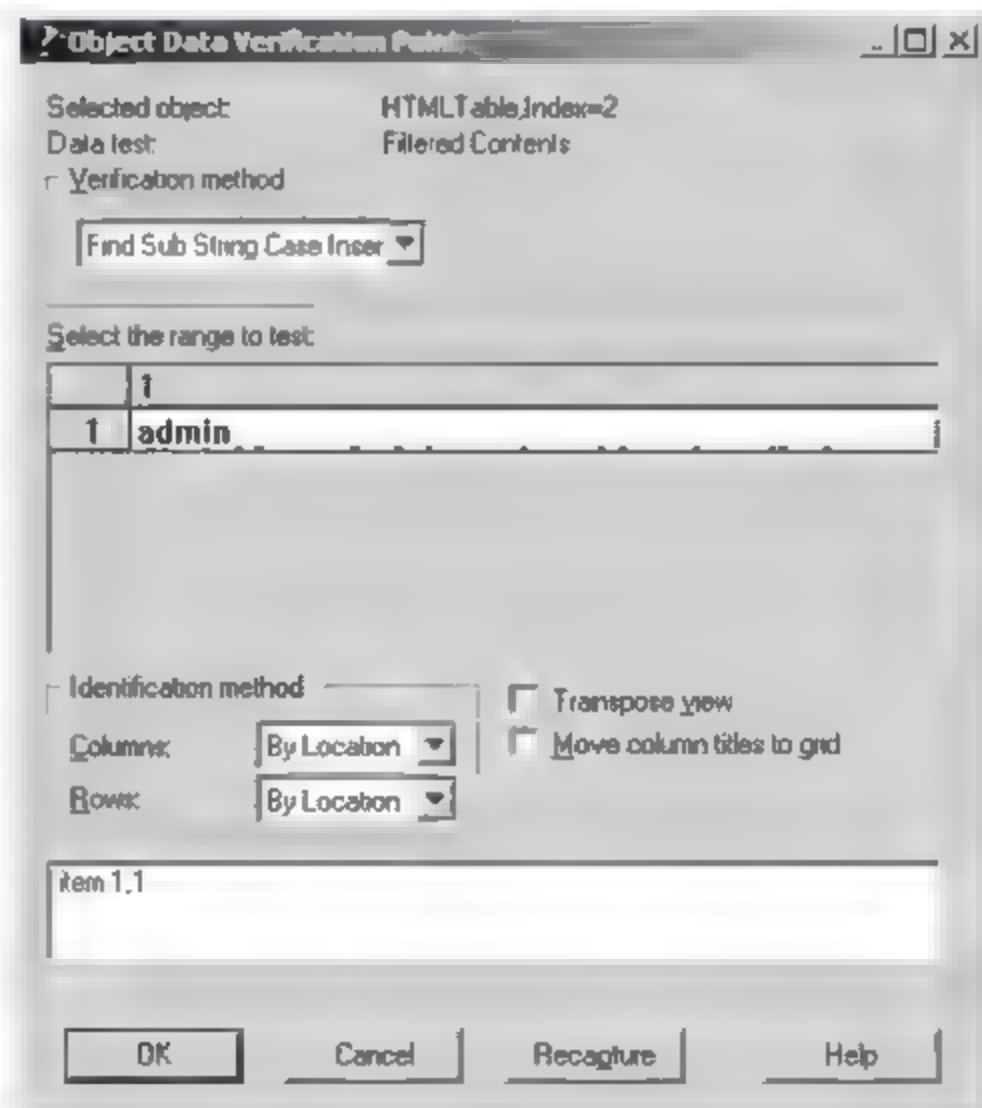 Object Data Verification Point
Selected object: HTMLTable;Index=2
Data test: Filtered Contents
Verification method
Find Sub String Case Inser
Select the range to test:
1
1 admin
Identification method
Transpose view
Columns: By Location
Move column titles to grid
Rows: By Location
item 1,1
OK Cancel Recapture Help